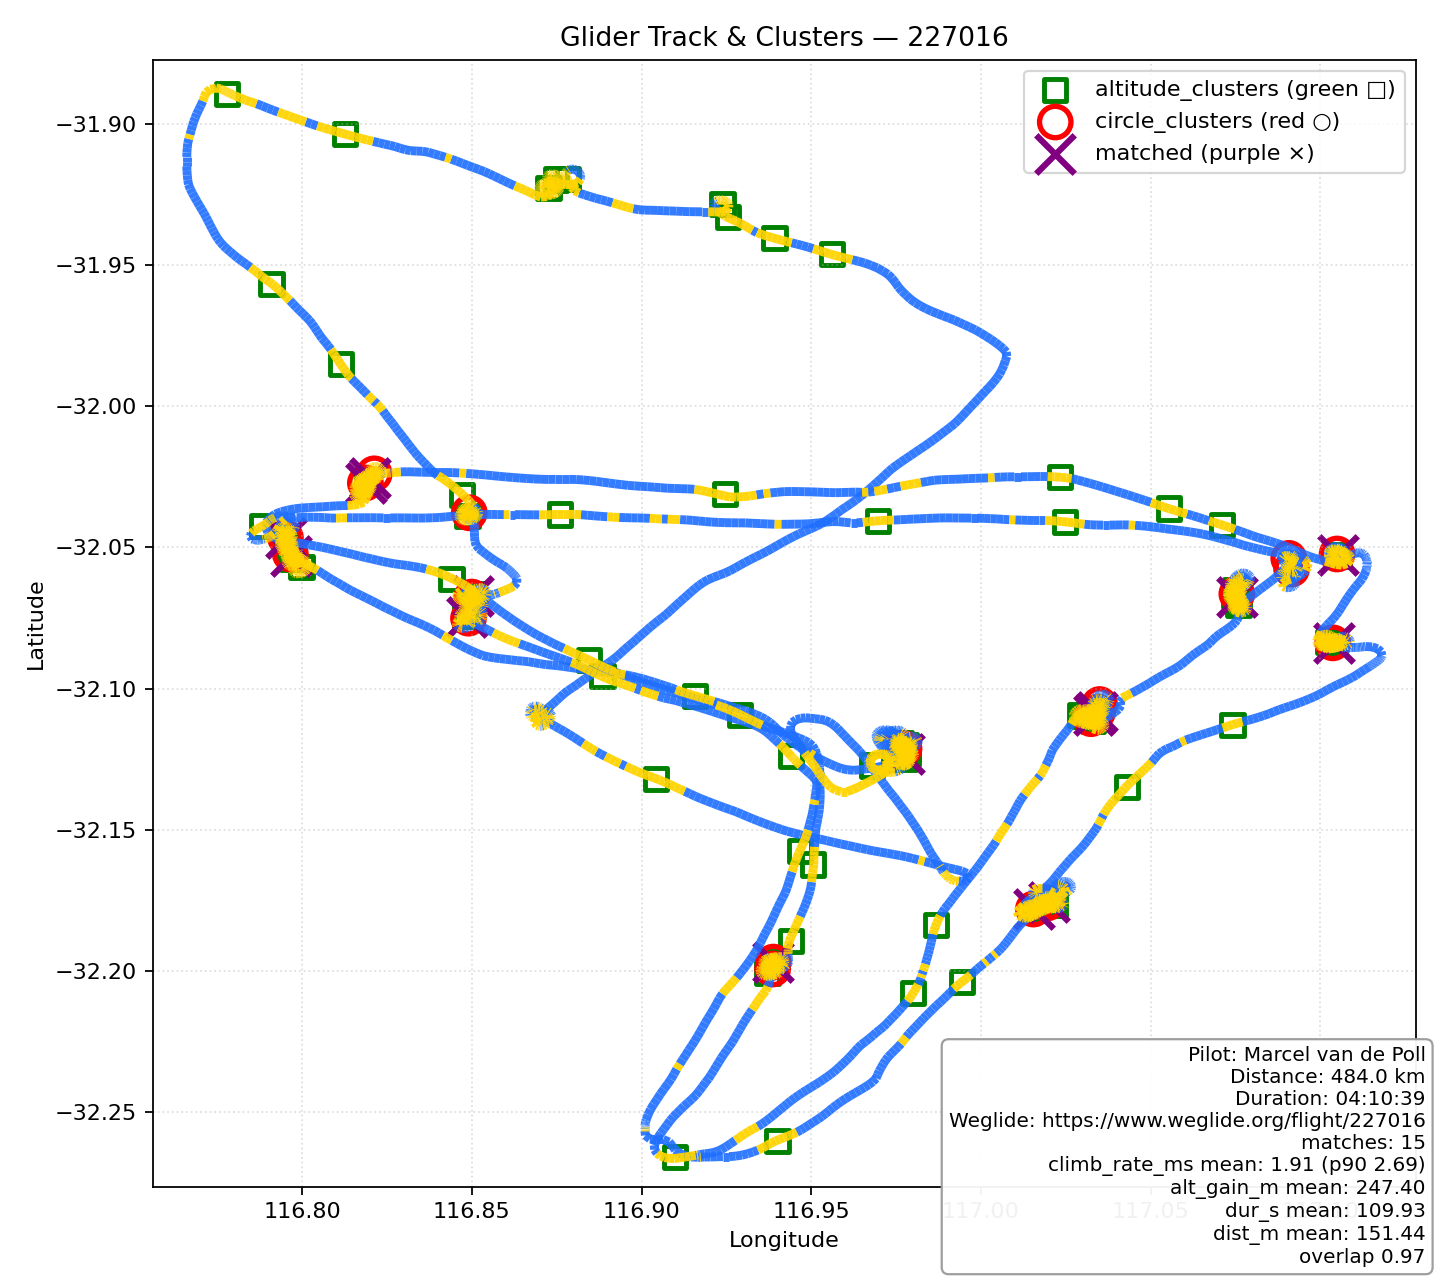 Glider Track & Clusters — 227016
altitude_clusters (green □)
circle_clusters (red ○)
matched (purple ×)
−31.90
−31.95
−32.00
−32.05
−32.10
−32.15
−32.20
−32.25
Latitude
116.80
116.85
116.90
116.95
117.00
117.05
Longitude
Pilot: Marcel van de Poll
Distance: 484.0 km
Duration: 04:10:39
Weglide: https://www.weglide.org/flight/227016
matches: 15
climb_rate_ms mean: 1.91 (p90 2.69)
alt_gain_m mean: 247.40
dur_s mean: 109.93
dist_m mean: 151.44
overlap 0.97